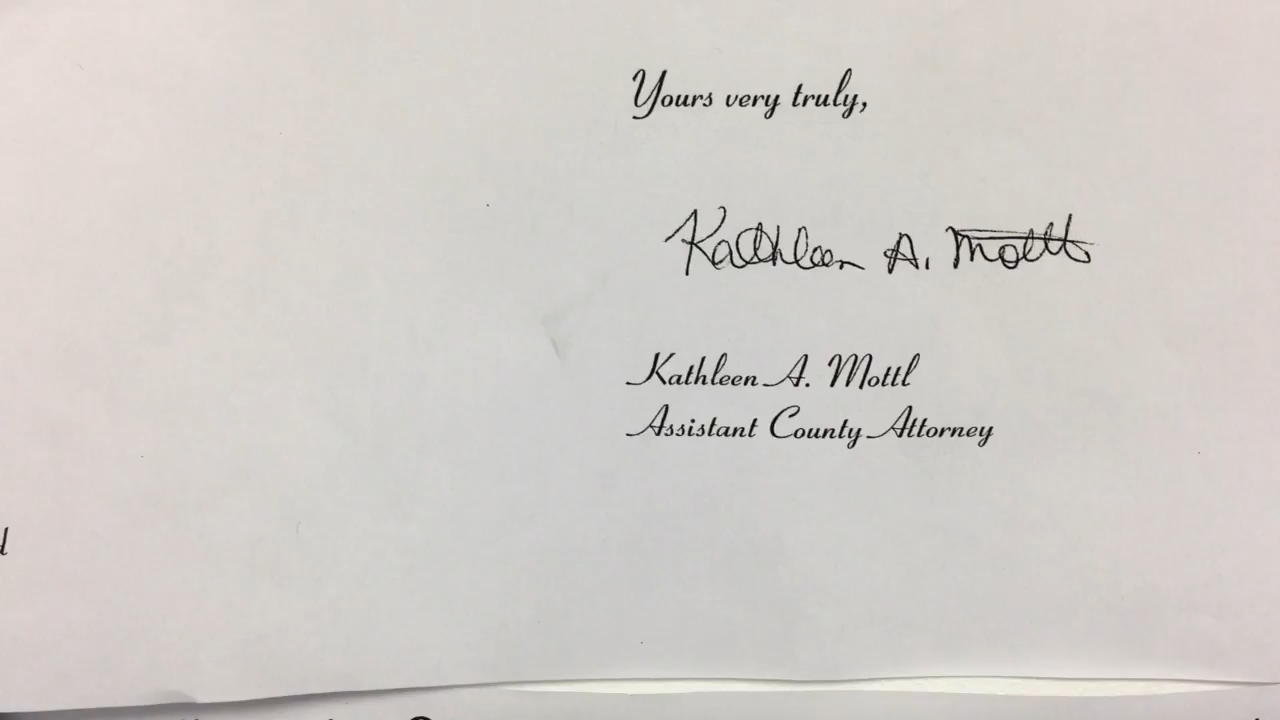 Yours very truly,
Kathleen A. Mottl
Kathleen A. Mottl
Assistant County Attorney